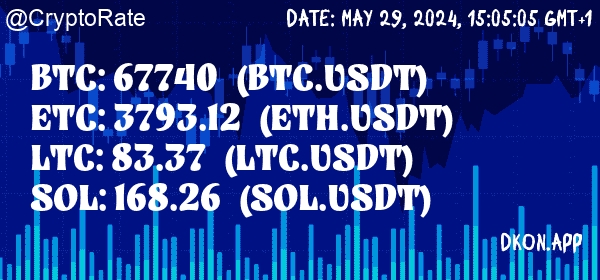 @CryptoRate
DATE: MAY 29, 2024, 15:05:05 GMT+1
BTC: 67740 (BTC.USDT)
ETC: 3793.12 (ETH.USDT)
LTC: 83.37 (LTC.USDT)
SOL: 168.26 (SOL.USDT)
DKON.APP